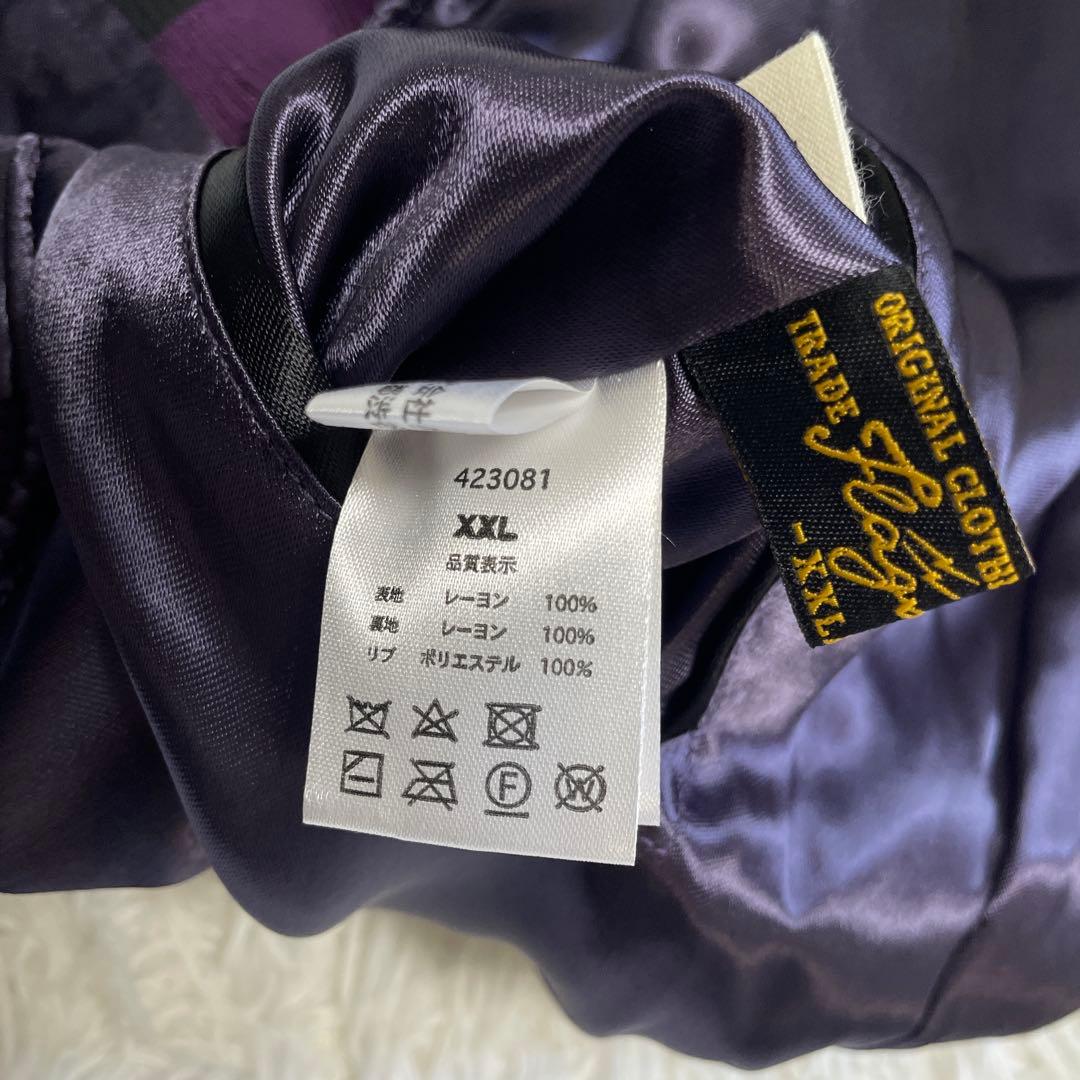 423081
XXL
品質表示
表地 レーヨン 100%
裏地 レーヨン 100%
リブ ポリエステル 100%
F
W
ORIGINAL CLOTHI
TRADE
-XXL